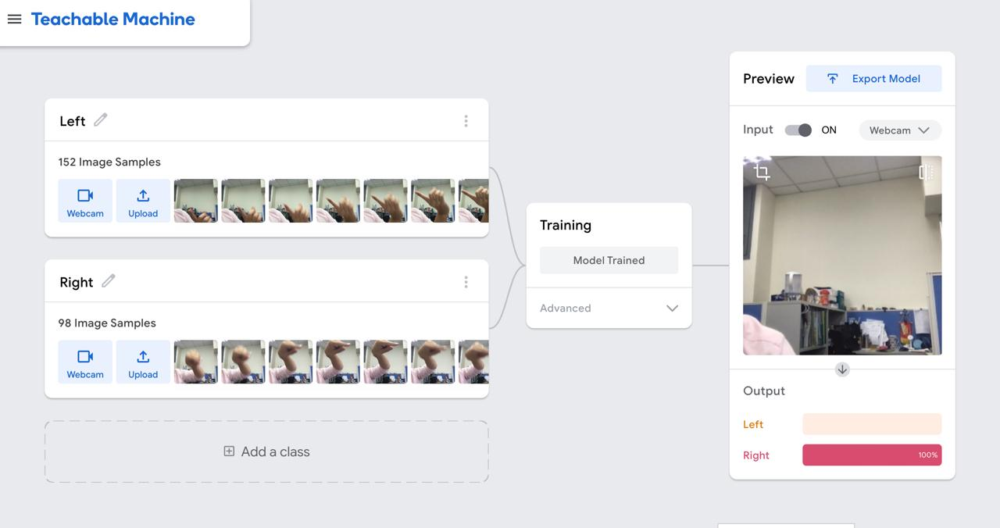 Teachable Machine
Left
152 Image Samples
Webcam
Upload
Right
98 Image Samples
Webcam
Upload
Add a class
Training
Model Trained
Advanced
Preview
Export Model
Input
ON
Webcam
Output
Left
Right
100%